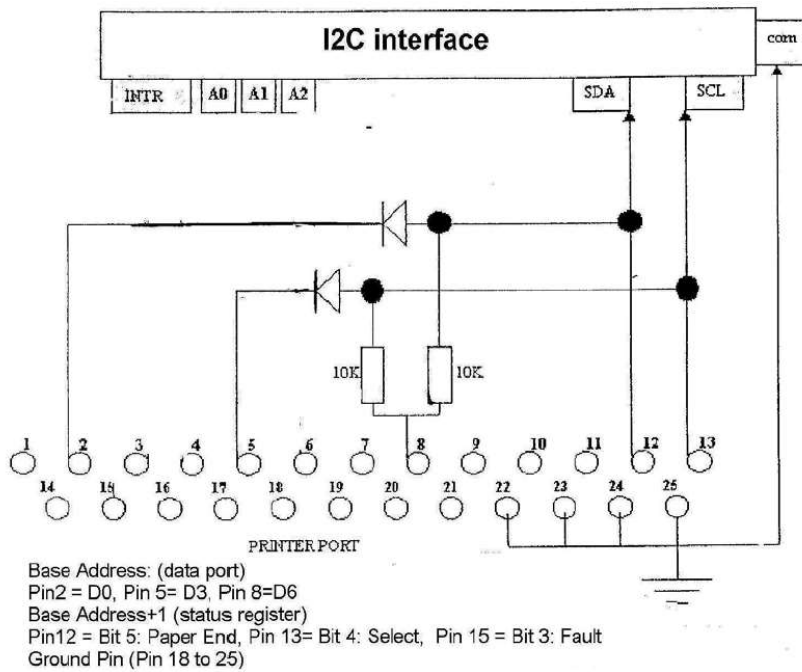 I2C interface
com
INTR A0 A1 A2 SDA SCL
10K 10K
1 2 3 4 5 6 7 8 9 10 11 12 13
14 15 16 17 18 19 20 21 22 23 24 25
PRINTER PORT
Base Address: (data port)
Pin2 = D0, Pin 5= D3, Pin 8=D6
Base Address+1 (status register)
Pin12 = Bit 5: Paper End, Pin 13= Bit 4: Select, Pin 15 = Bit 3: Fault
Ground Pin (Pin 18 to 25)